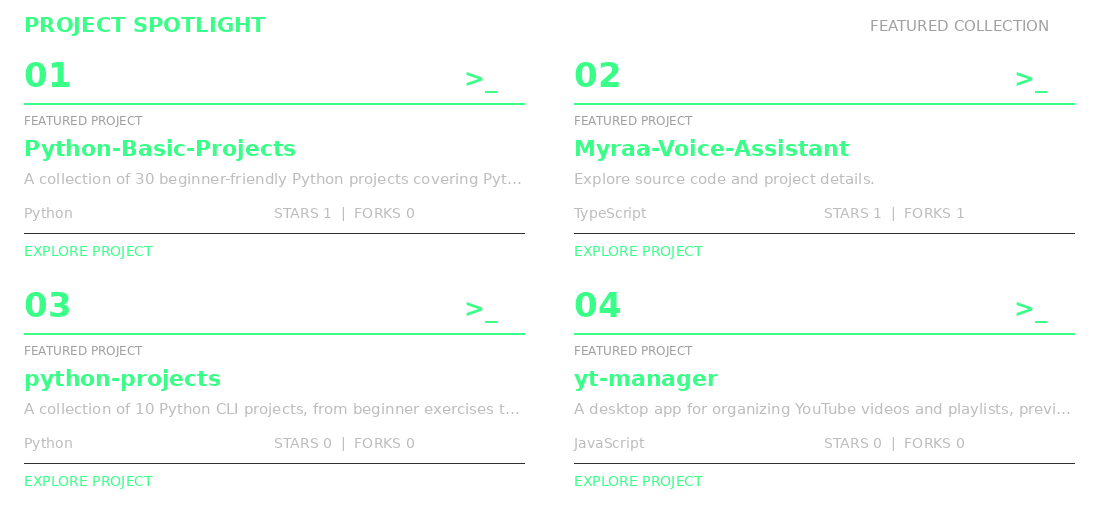 PROJECT SPOTLIGHT
FEATURED COLLECTION
01 >_
FEATURED PROJECT
Python-Basic-Projects
A collection of 30 beginner-friendly Python projects covering Pyt...
Python STARS 1 | FORKS 0
EXPLORE PROJECT
02 >_
FEATURED PROJECT
Myraa-Voice-Assistant
Explore source code and project details.
TypeScript STARS 1 | FORKS 1
EXPLORE PROJECT
03 >_
FEATURED PROJECT
python-projects
A collection of 10 Python CLI projects, from beginner exercises t...
Python STARS 0 | FORKS 0
EXPLORE PROJECT
04 >_
FEATURED PROJECT
yt-manager
A desktop app for organizing YouTube videos and playlists, previ...
JavaScript STARS 0 | FORKS 0
EXPLORE PROJECT